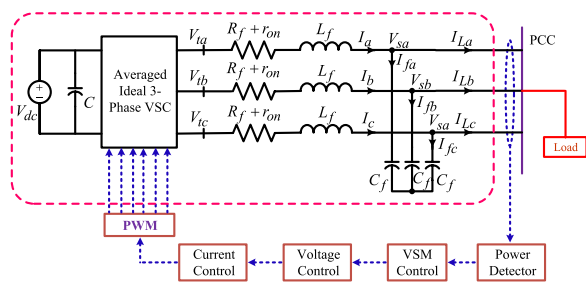 V_ta R_f + r_on L_f I_a V_sa I_La PCC
I_fa
Averaged Ideal 3-Phase VSC
V_dc C
V_tb R_f + r_on L_f I_b V_sb I_Lb
I_fb
V_tc R_f + r_on L_f I_c V_sa I_Lc
I_fc
Load
C_f C_f C_f
PWM
Current Control
Voltage Control
VSM Control
Power Detector